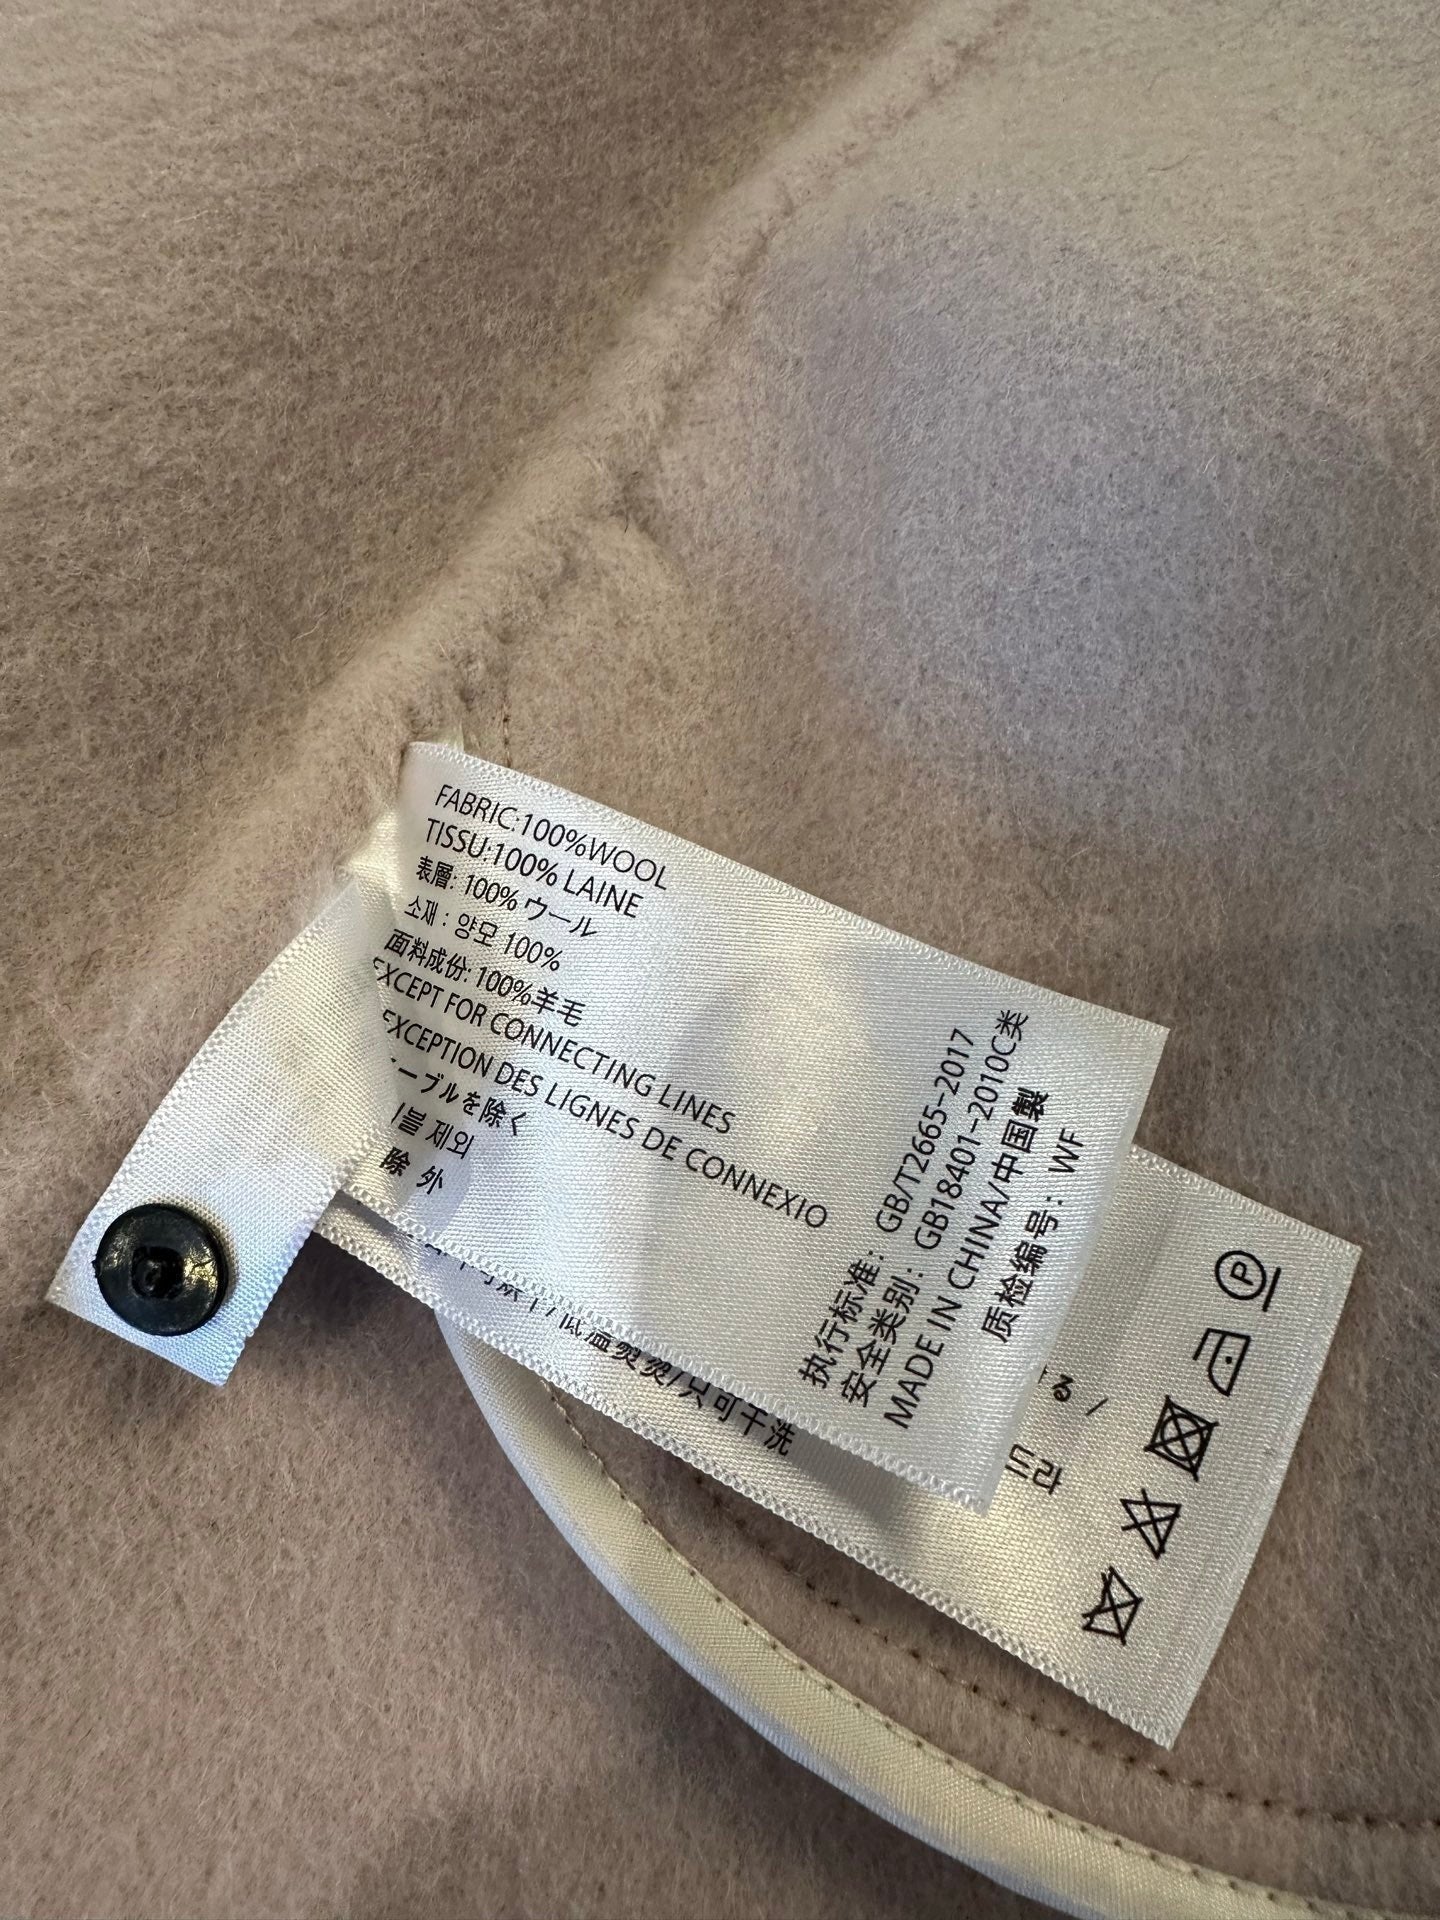 FABRIC:100%WOOL
TISSU:100% LAINE
表層: 100% ウール
소재 : 양모 100%
面料成份: 100%羊毛
EXCEPT FOR CONNECTING LINES
EXCEPTION DES LIGNES DE CONNEXIO
ーブルを除く
를 제외
除 外
执行标准: GB/T2665-2017
安全类别: GB18401-2010C类
MADE IN CHINA/中国製
质检编号: WF
P
る /
低温熨烫/只可干洗